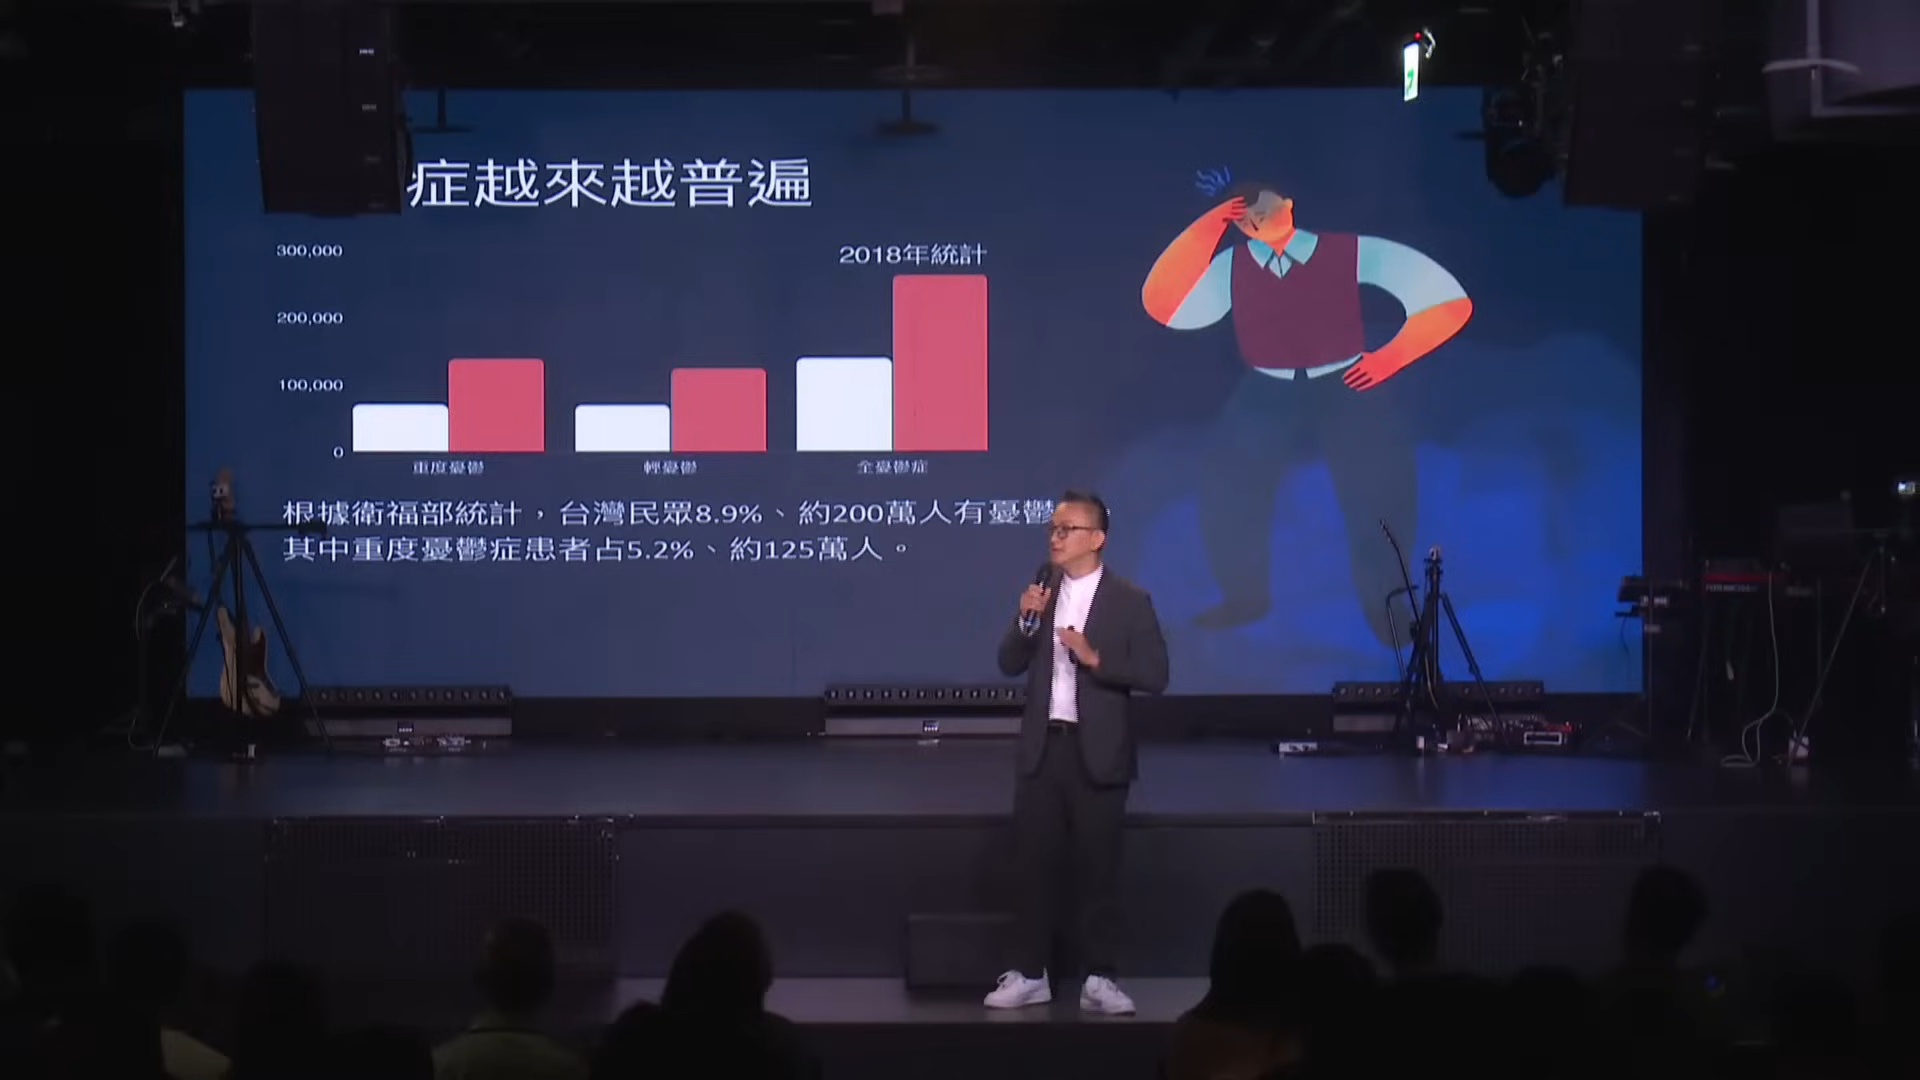 症越來越普遍
300,000
2018年統計
200,000
100,000
0
重度憂鬱
輕憂鬱
全憂鬱症
根據衛福部統計，台灣民眾8.9%、約200萬人有憂鬱
其中重度憂鬱症患者占5.2%、約125萬人。